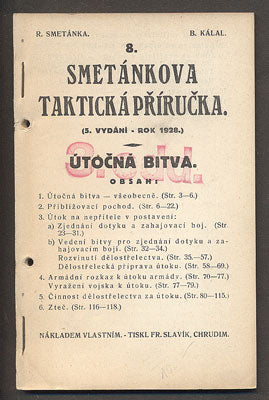 R. SMETÁNKA. B. KÁLAL.
8.
SMETÁNKOVA
TAKTICKÁ PŘÍRUČKA.
(5. VYDÁNÍ - ROK 1928.)
3. odd.
ÚTOČNÁ BITVA.
OBSAH:
1. Útočná bitva — všeobecně. (Str. 3—6.)
2. Přibližovací pochod. (Str. 6—22.)
3. Útok na nepřítele v postavení:
a) Zjednání dotyku a zahajovací boj. (Str.
23—31.)
b) Vedení bitvy pro zjednání dotyku a za-
hajovacím boji. (Str. 32—34.)
Rozvinutí dělostřelectva. (Str. 35.—57.)
Dělostřelecká příprava útoku. (Str. 58—69.)
4. Armádní rozkaz k útoku armády. (Str. 70—77.)
Vyražení vojska k útoku. (Str. 77—79.)
5. Činnost dělostřelectva za útoku. (Str. 80—115.)
6. Zteč. (Str. 116—118.)
NÁKLADEM VLASTNÍM. - TISKL FR. SLAVÍK, CHRUDIM.